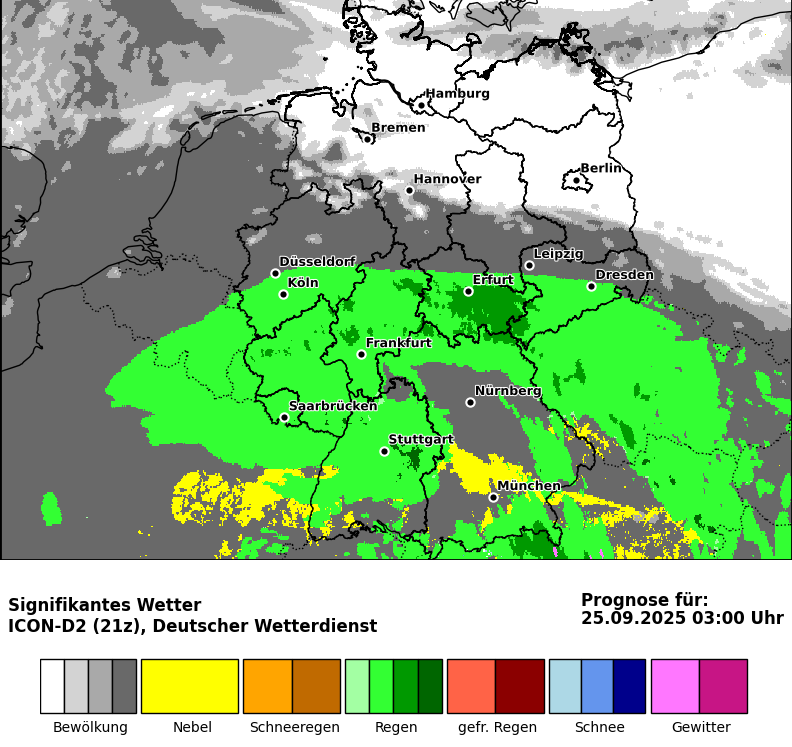 Hamburg
Bremen
Berlin
Hannover
Leipzig
Düsseldorf
Dresden
Köln
Erfurt
Frankfurt
Nürnberg
Saarbrücken
Stuttgart
München
Signifikantes Wetter
ICON-D2 (21z), Deutscher Wetterdienst
Prognose für:
25.09.2025 03:00 Uhr
Bewölkung Nebel Schneeregen Regen gefr. Regen Schnee Gewitter